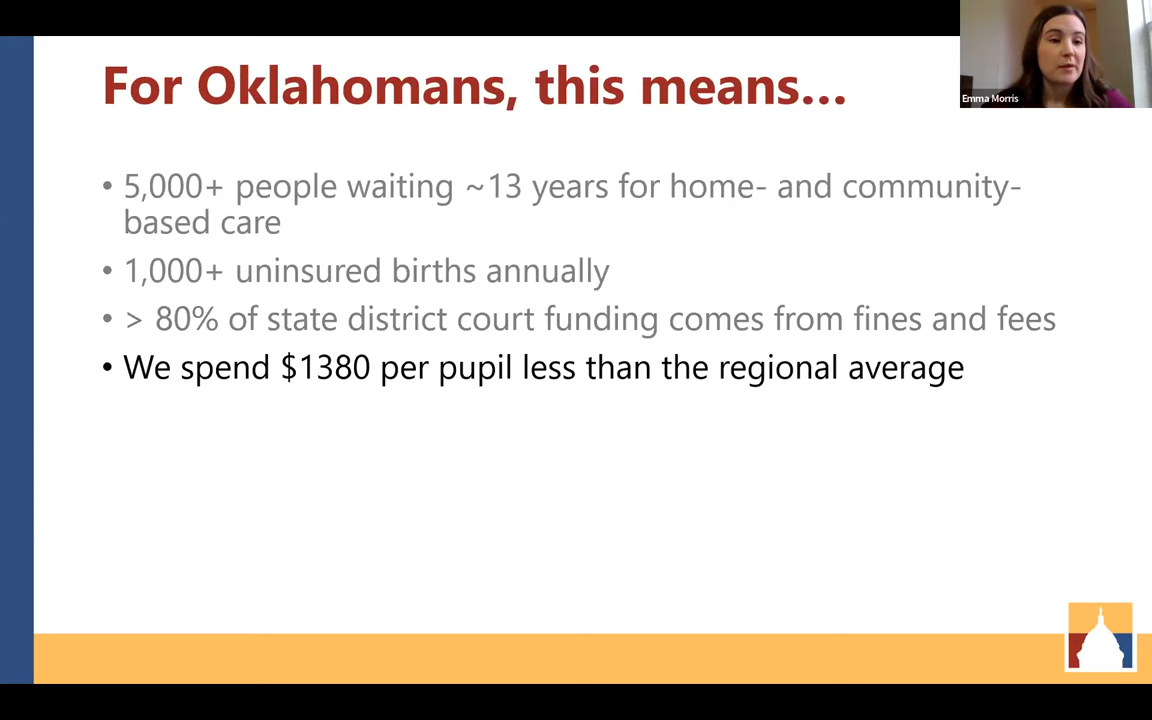 For Oklahomans, this means...
Emma Morris
• 5,000+ people waiting ~13 years for home- and community-
based care
• 1,000+ uninsured births annually
• > 80% of state district court funding comes from fines and fees
• We spend $1380 per pupil less than the regional average